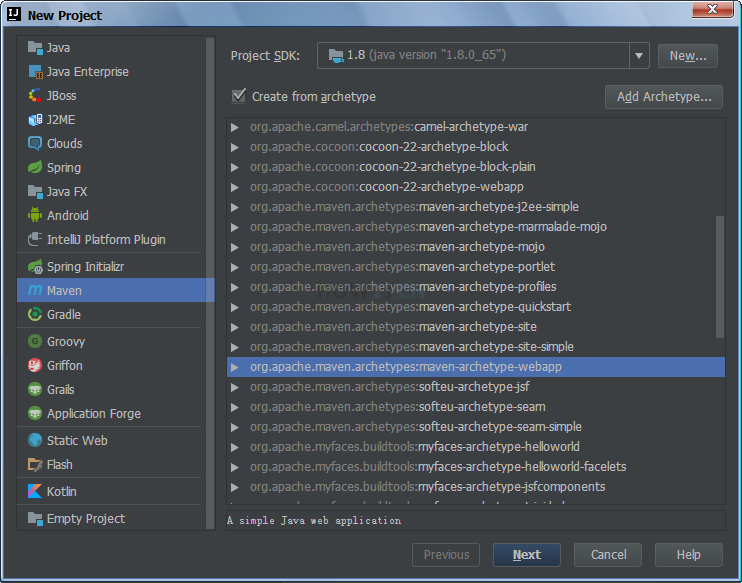 New Project
Java
Java Enterprise
JBoss
J2ME
Clouds
Spring
Java FX
Android
IntelliJ Platform Plugin
Spring Initializr
Maven
Gradle
Groovy
Griffon
Grails
Application Forge
Static Web
Flash
Kotlin
Empty Project
Project SDK: 1.8 (java version "1.8.0_65") New...
Create from archetype Add Archetype...
org.apache.camel.archetypes:camel-archetype-war
org.apache.cocoon:cocoon-22-archetype-block
org.apache.cocoon:cocoon-22-archetype-block-plain
org.apache.cocoon:cocoon-22-archetype-webapp
org.apache.maven.archetypes:maven-archetype-j2ee-simple
org.apache.maven.archetypes:maven-archetype-marmalade-mojo
org.apache.maven.archetypes:maven-archetype-mojo
org.apache.maven.archetypes:maven-archetype-portlet
org.apache.maven.archetypes:maven-archetype-profiles
org.apache.maven.archetypes:maven-archetype-quickstart
org.apache.maven.archetypes:maven-archetype-site
org.apache.maven.archetypes:maven-archetype-site-simple
org.apache.maven.archetypes:maven-archetype-webapp
org.apache.maven.archetypes:softeu-archetype-jsf
org.apache.maven.archetypes:softeu-archetype-seam
org.apache.maven.archetypes:softeu-archetype-seam-simple
org.apache.myfaces.buildtools:myfaces-archetype-helloworld
org.apache.myfaces.buildtools:myfaces-archetype-helloworld-facelets
org.apache.myfaces.buildtools:myfaces-archetype-jsfcomponents
A simple Java web application
Previous Next Cancel Help